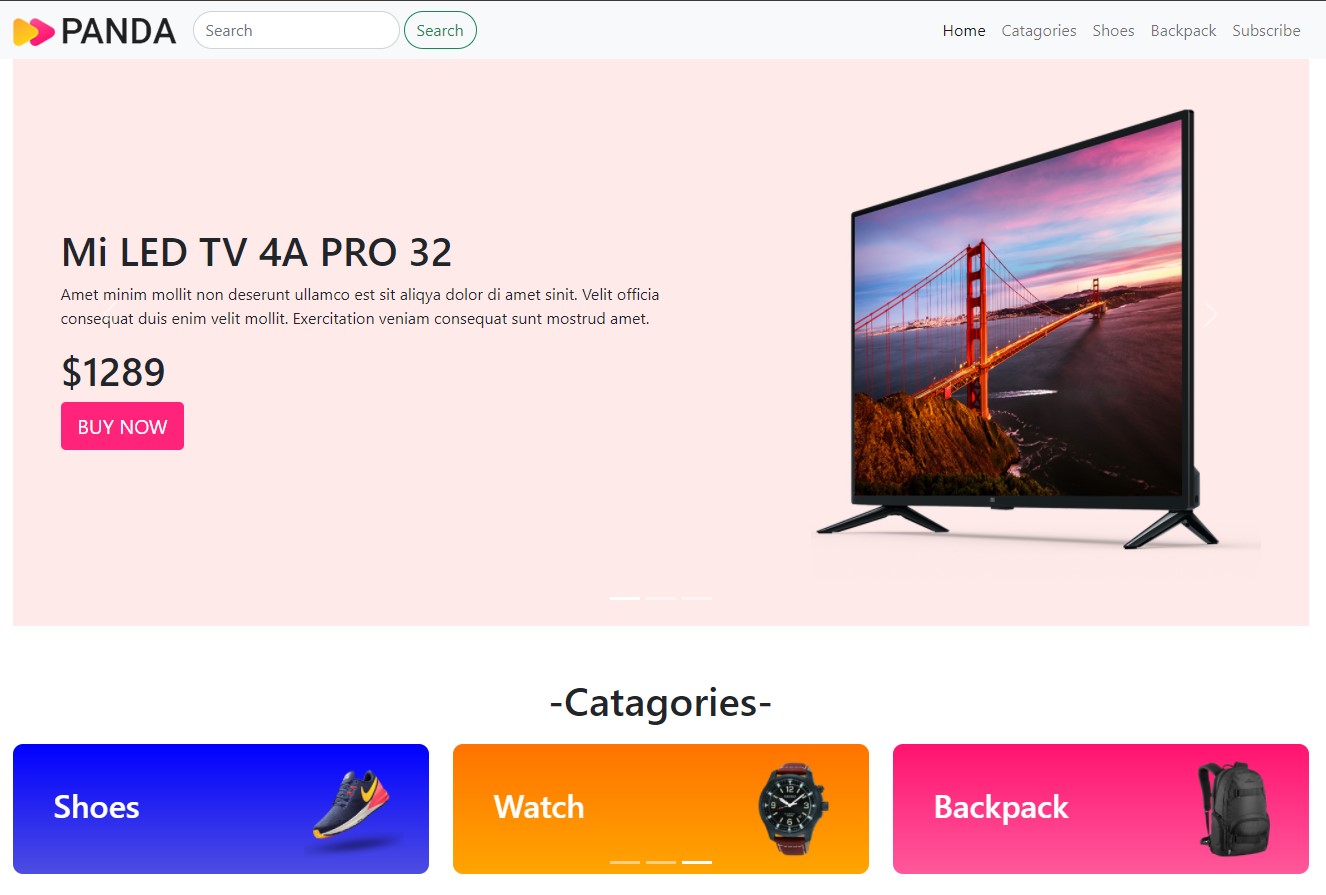 PANDA
Search
Search
Home
Catagories
Shoes
Backpack
Subscribe
Mi LED TV 4A PRO 32
Amet minim mollit non deserunt ullamco est sit aliqya dolor di amet sinit. Velit officia
consequat duis enim velit mollit. Exercitation veniam consequat sunt mostrud amet.
$1289
BUY NOW
-Catagories-
Shoes
Watch
Backpack